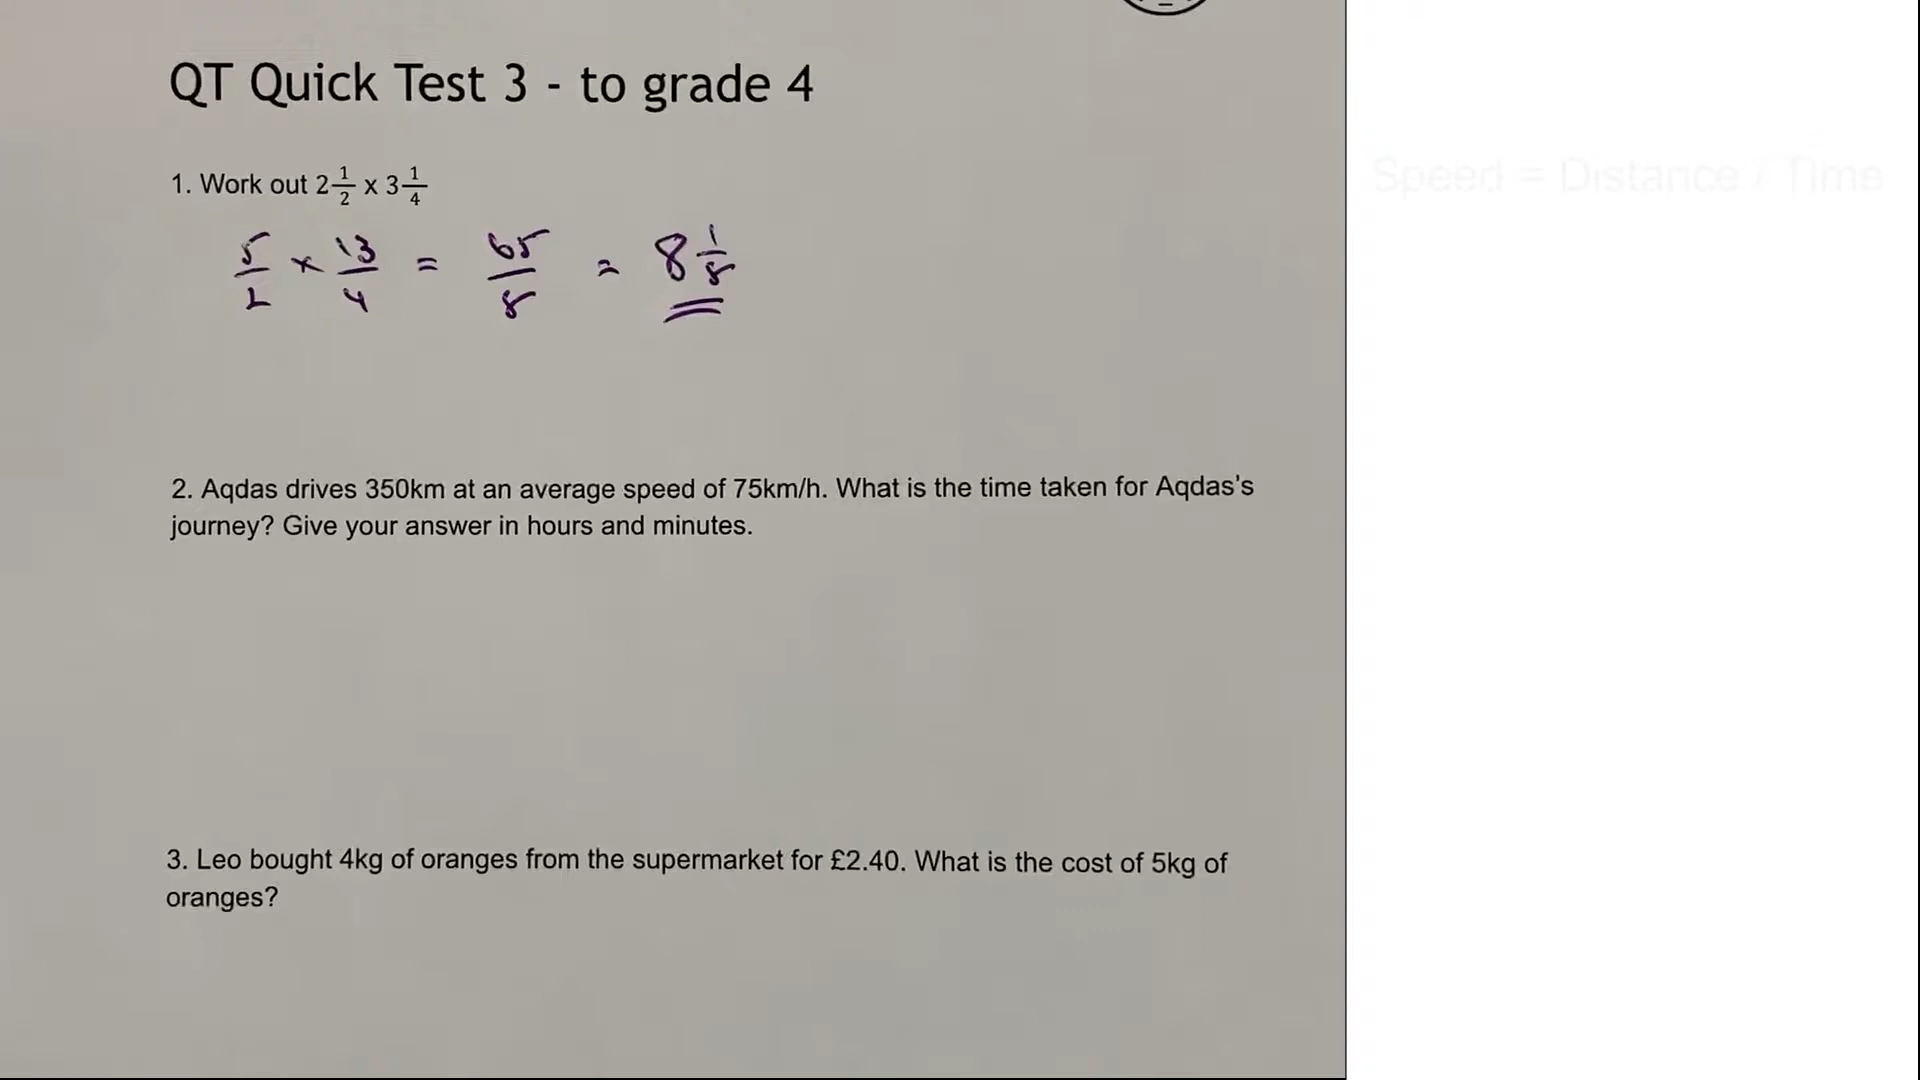 QT Quick Test 3 - to grade 4
1. Work out 2 1/2 x 3 1/4
5/2 x 13/4 = 65/8 = 8 1/8
2. Aqdas drives 350km at an average speed of 75km/h. What is the time taken for Aqdas's
journey? Give your answer in hours and minutes.
3. Leo bought 4kg of oranges from the supermarket for £2.40. What is the cost of 5kg of
oranges?
Speed = Distance / Time